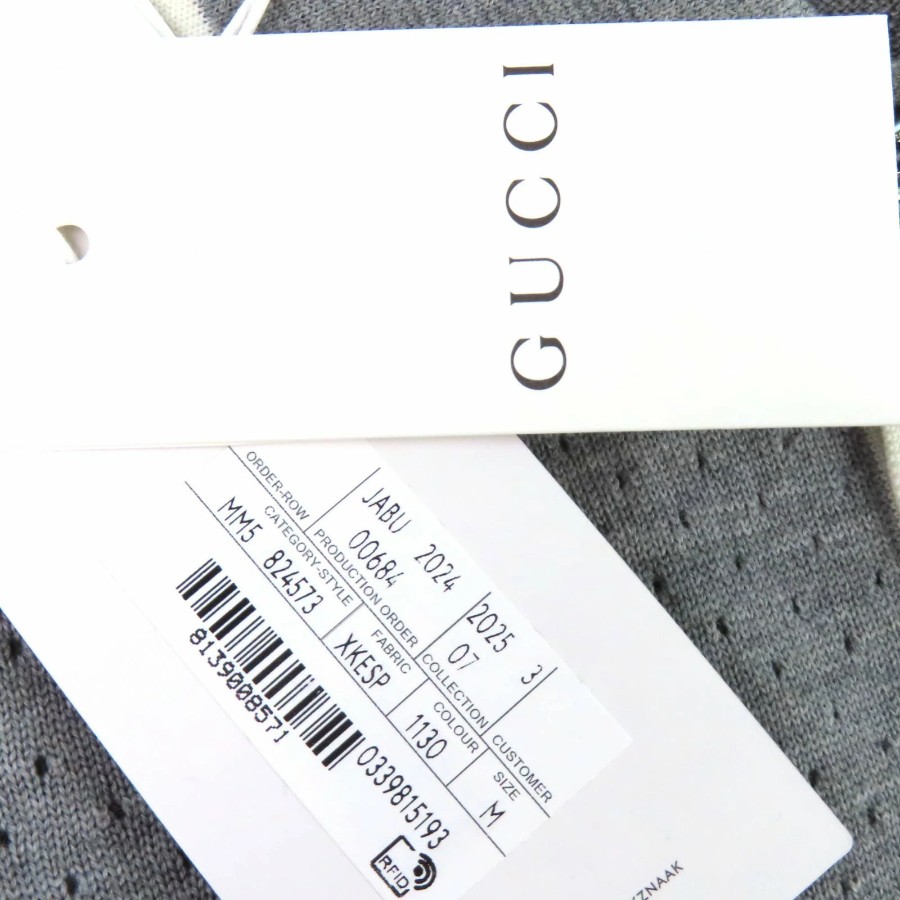 GUCCI
JABU 2024 2025 3
00684 07
ORDER-ROW PRODUCTION ORDER COLLECTION CUSTOMER
CATEGORY-STYLE FABRIC COLOUR SIZE
MM5 824573 XKESP 1130 M
8139008571 0339815193
RFID